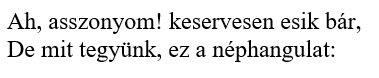 Ah, asszonyom! keservesen esik bár,
De mit tegyünk, ez a néphangulat: